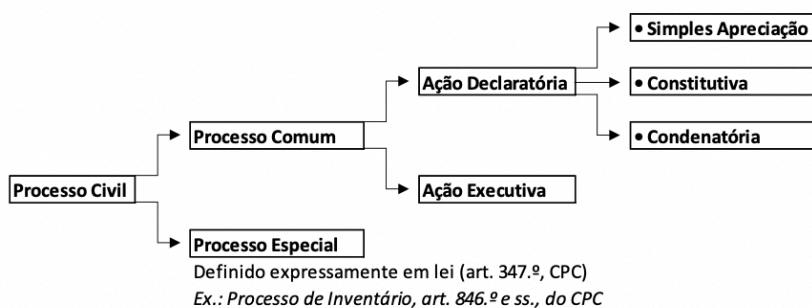 Processo Civil
Processo Comum
Ação Declaratória
• Simples Apreciação
• Constitutiva
• Condenatória
Ação Executiva
Processo Especial
Definido expressamente em lei (art. 347.º, CPC)
Ex.: Processo de Inventário, art. 846.º e ss., do CPC